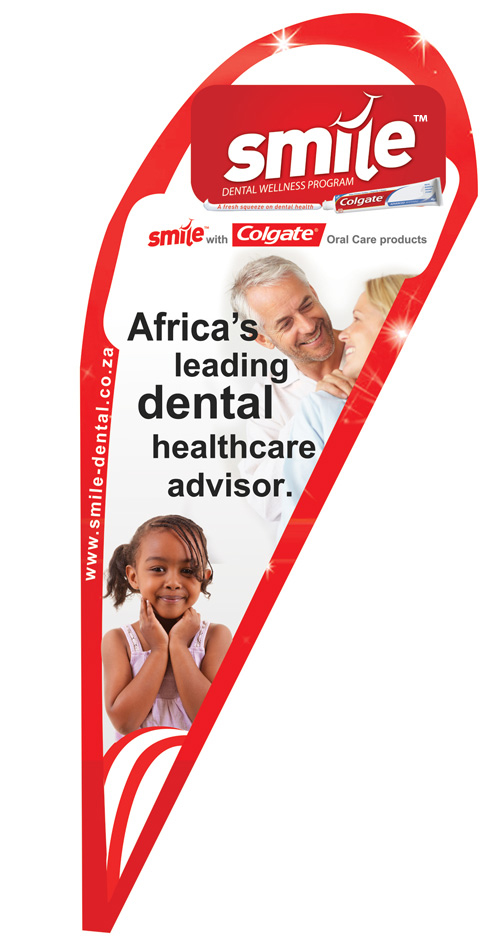 smile™
DENTAL WELLNESS PROGRAM
A fresh squeeze on dental health
Colgate
smile™ with Colgate® Oral Care products
Africa's
leading
dental
healthcare
advisor.
www.smile-dental.co.za